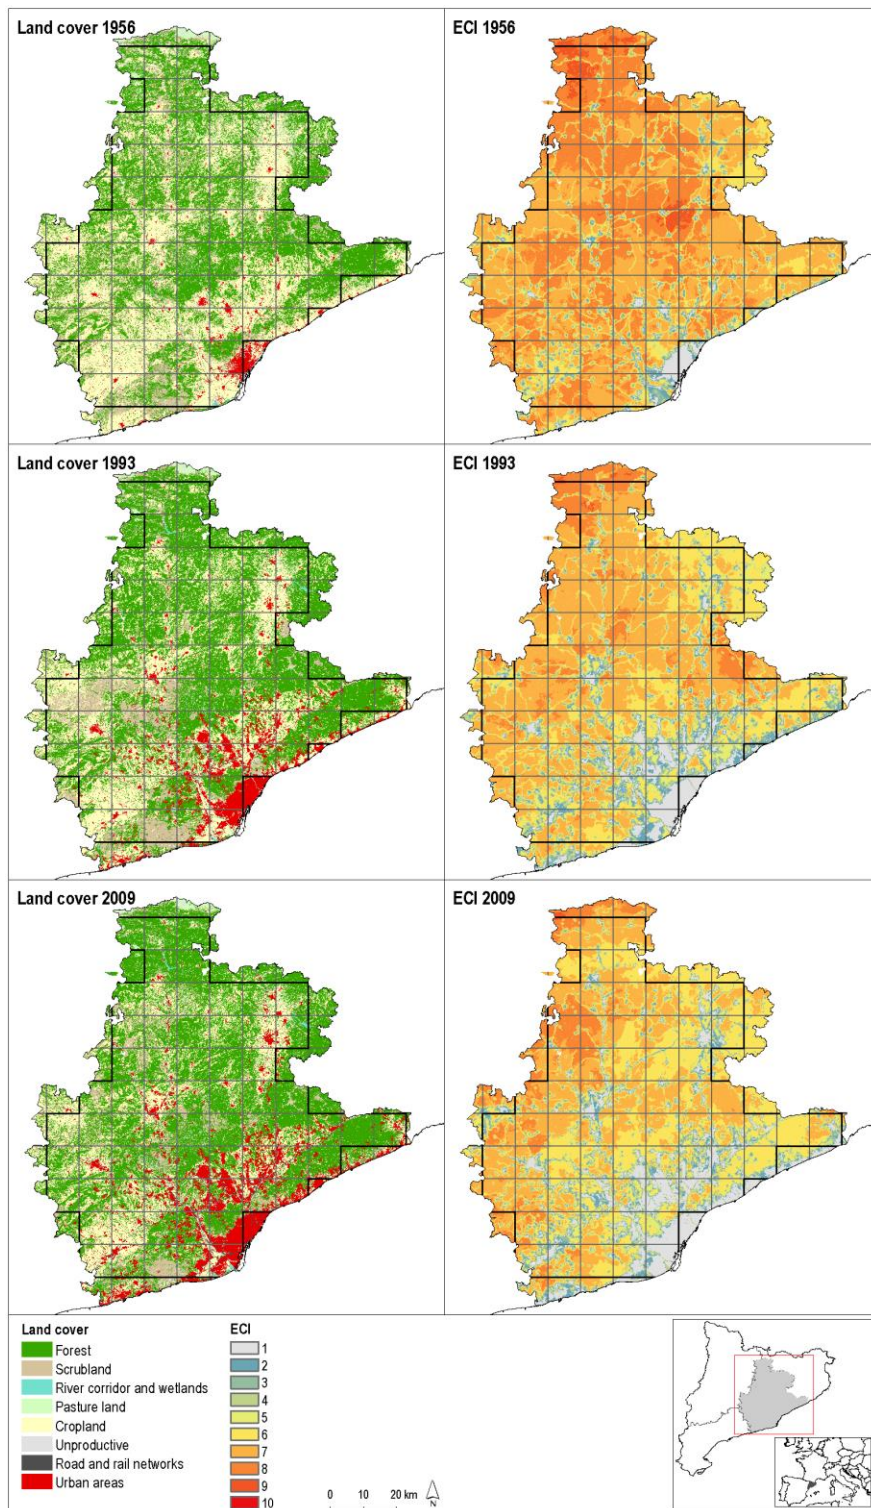 Land cover 1956
ECI 1956
Land cover 1993
ECI 1993
Land cover 2009
ECI 2009
Land cover
Forest
Scrubland
River corridor and wetlands
Pasture land
Cropland
Unproductive
Road and rail networks
Urban areas
ECI
1
2
3
4
5
6
7
8
9
10
0 10 20 km
N